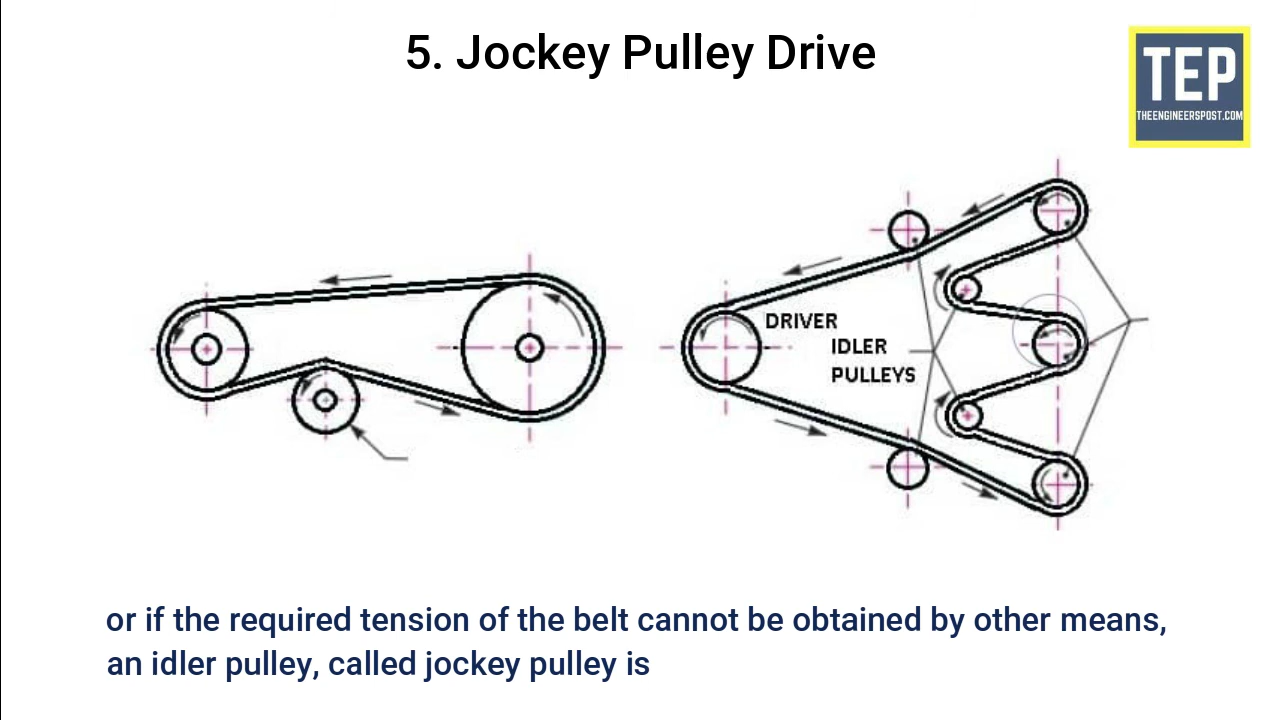 5. Jockey Pulley Drive
TEP
THEENGINEERSPOST.COM
DRIVER
IDLER
PULLEYS
or if the required tension of the belt cannot be obtained by other means,
an idler pulley, called jockey pulley is